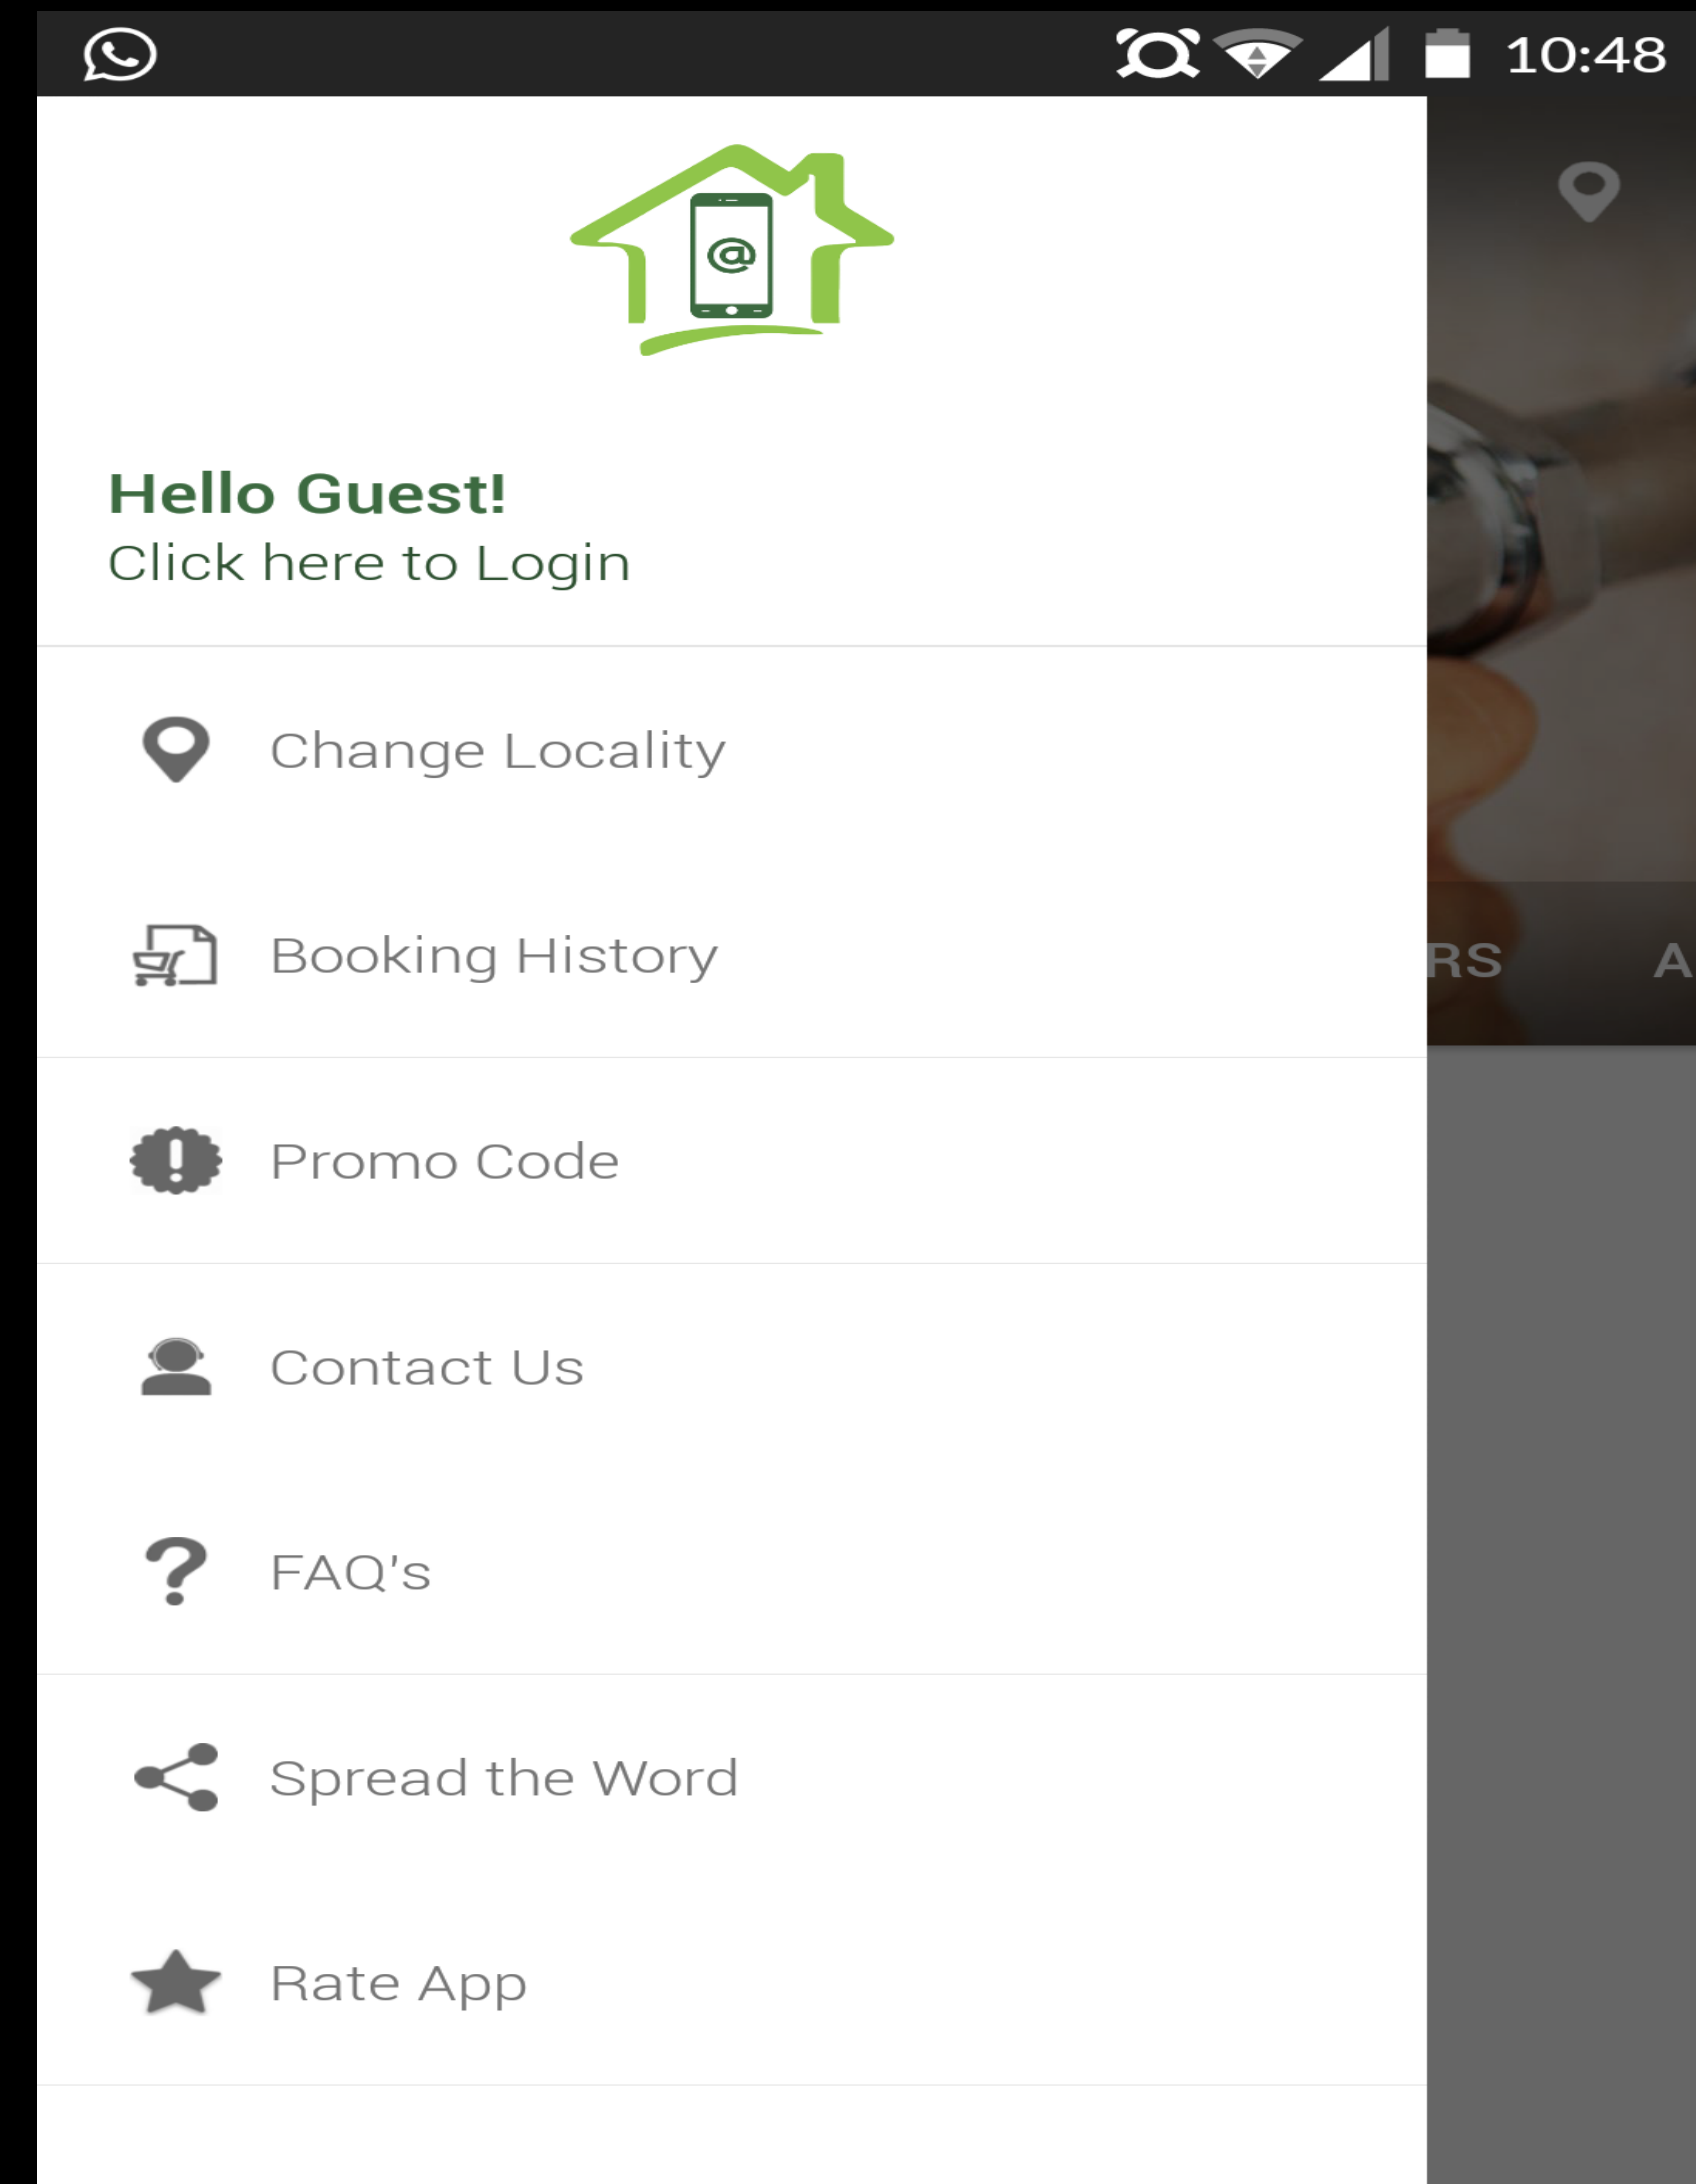 10:48
@
Hello Guest!
Click here to Login
Change Locality
Booking History
RS A
Promo Code
Contact Us
FAQ's
Spread the Word
Rate App